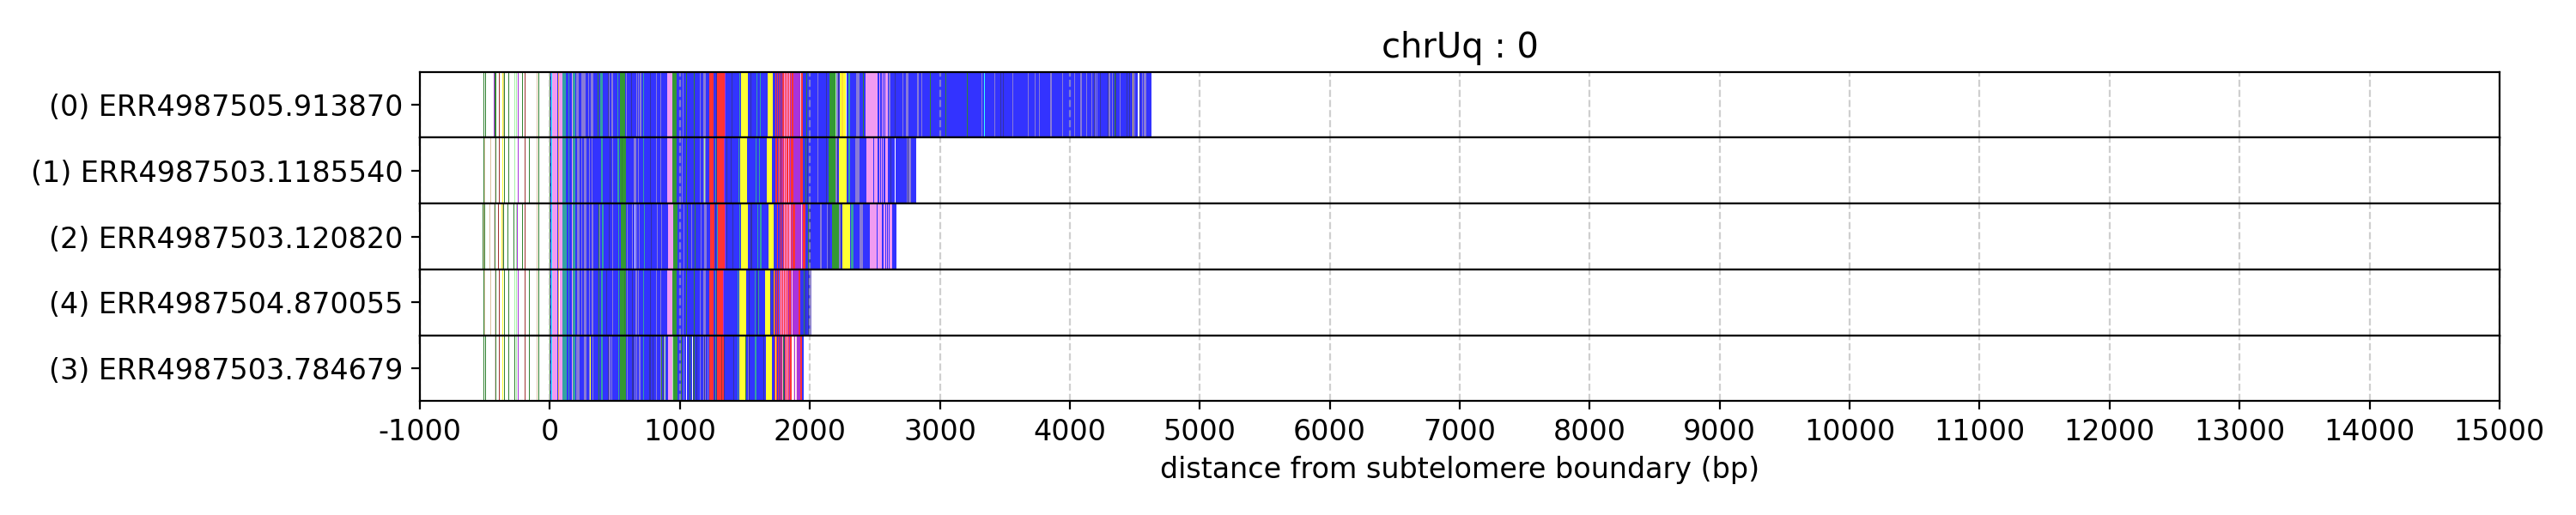 chrUq : 0
(0) ERR4987505.913870
(1) ERR4987503.1185540
(2) ERR4987503.120820
(4) ERR4987504.870055
(3) ERR4987503.784679
-1000 0 1000 2000 3000 4000 5000 6000 7000 8000 9000 10000 11000 12000 13000 14000 15000
distance from subtelomere boundary (bp)